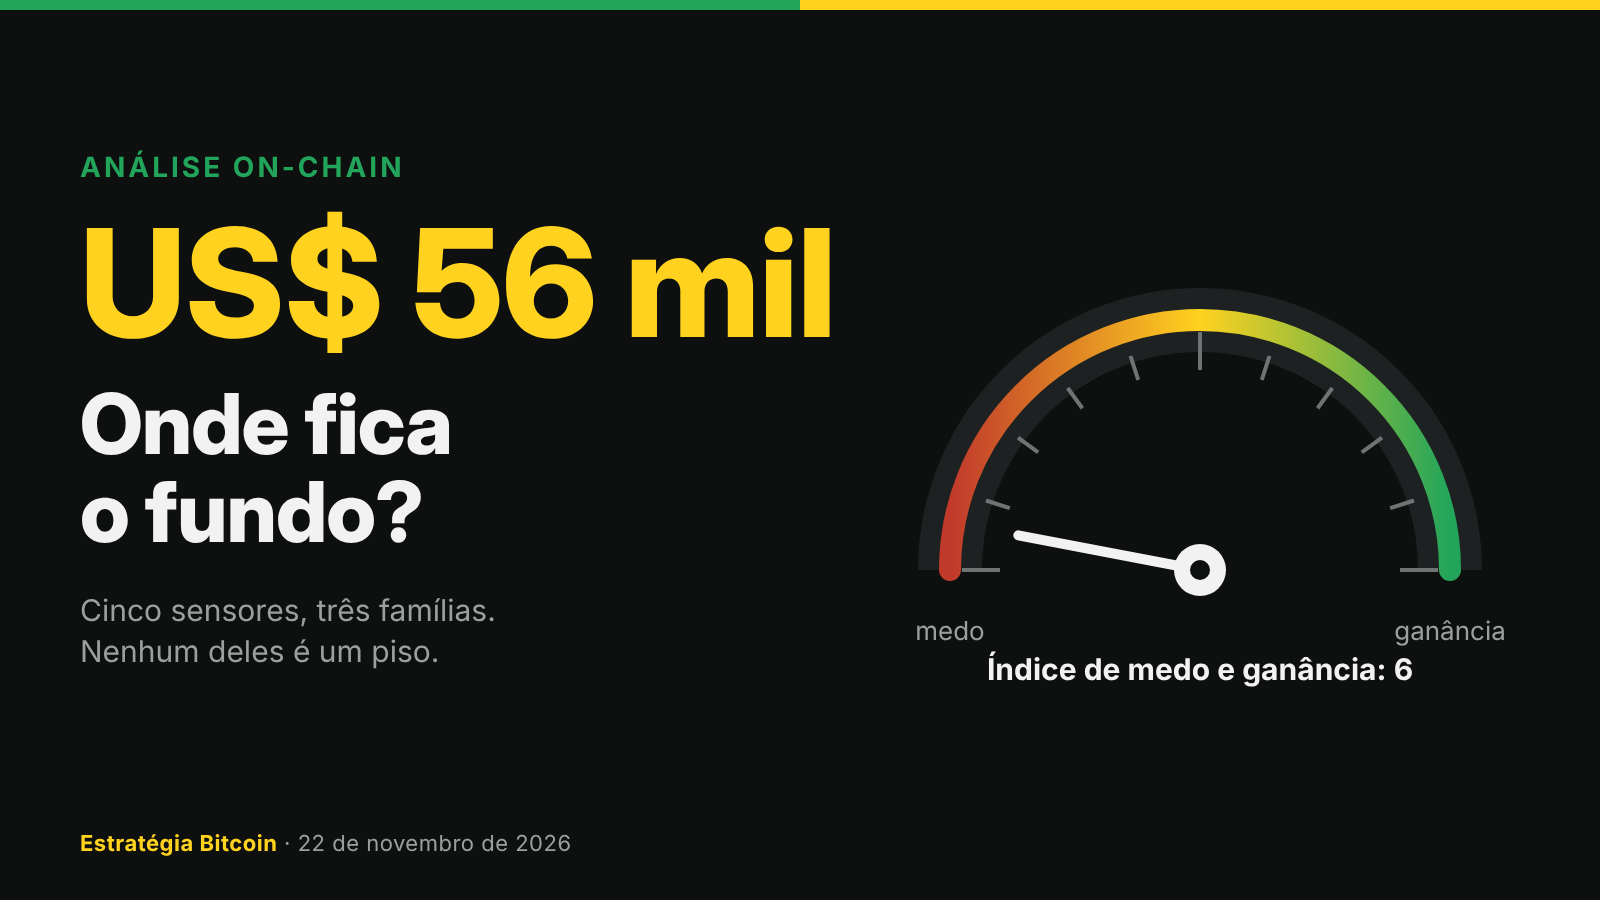 ANÁLISE ON-CHAIN
US$ 56 mil
Onde fica
o fundo?
Cinco sensores, três famílias.
Nenhum deles é um piso.
medo
ganância
Índice de medo e ganância: 6
Estratégia Bitcoin · 22 de novembro de 2026